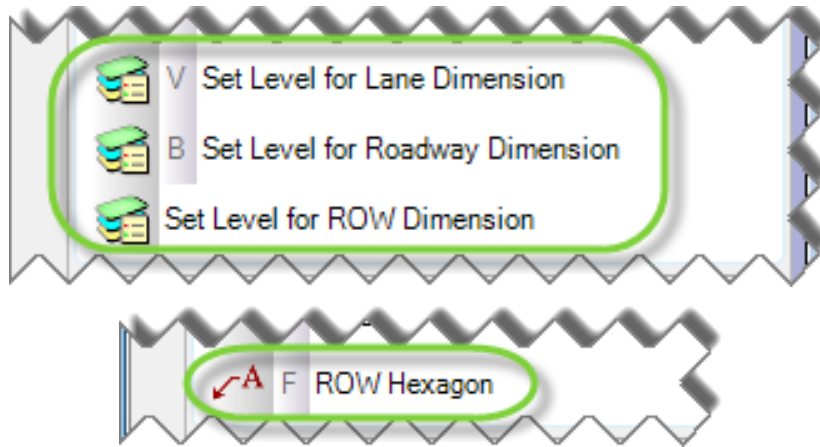 V Set Level for Lane Dimension
B Set Level for Roadway Dimension
Set Level for ROW Dimension
A F ROW Hexagon